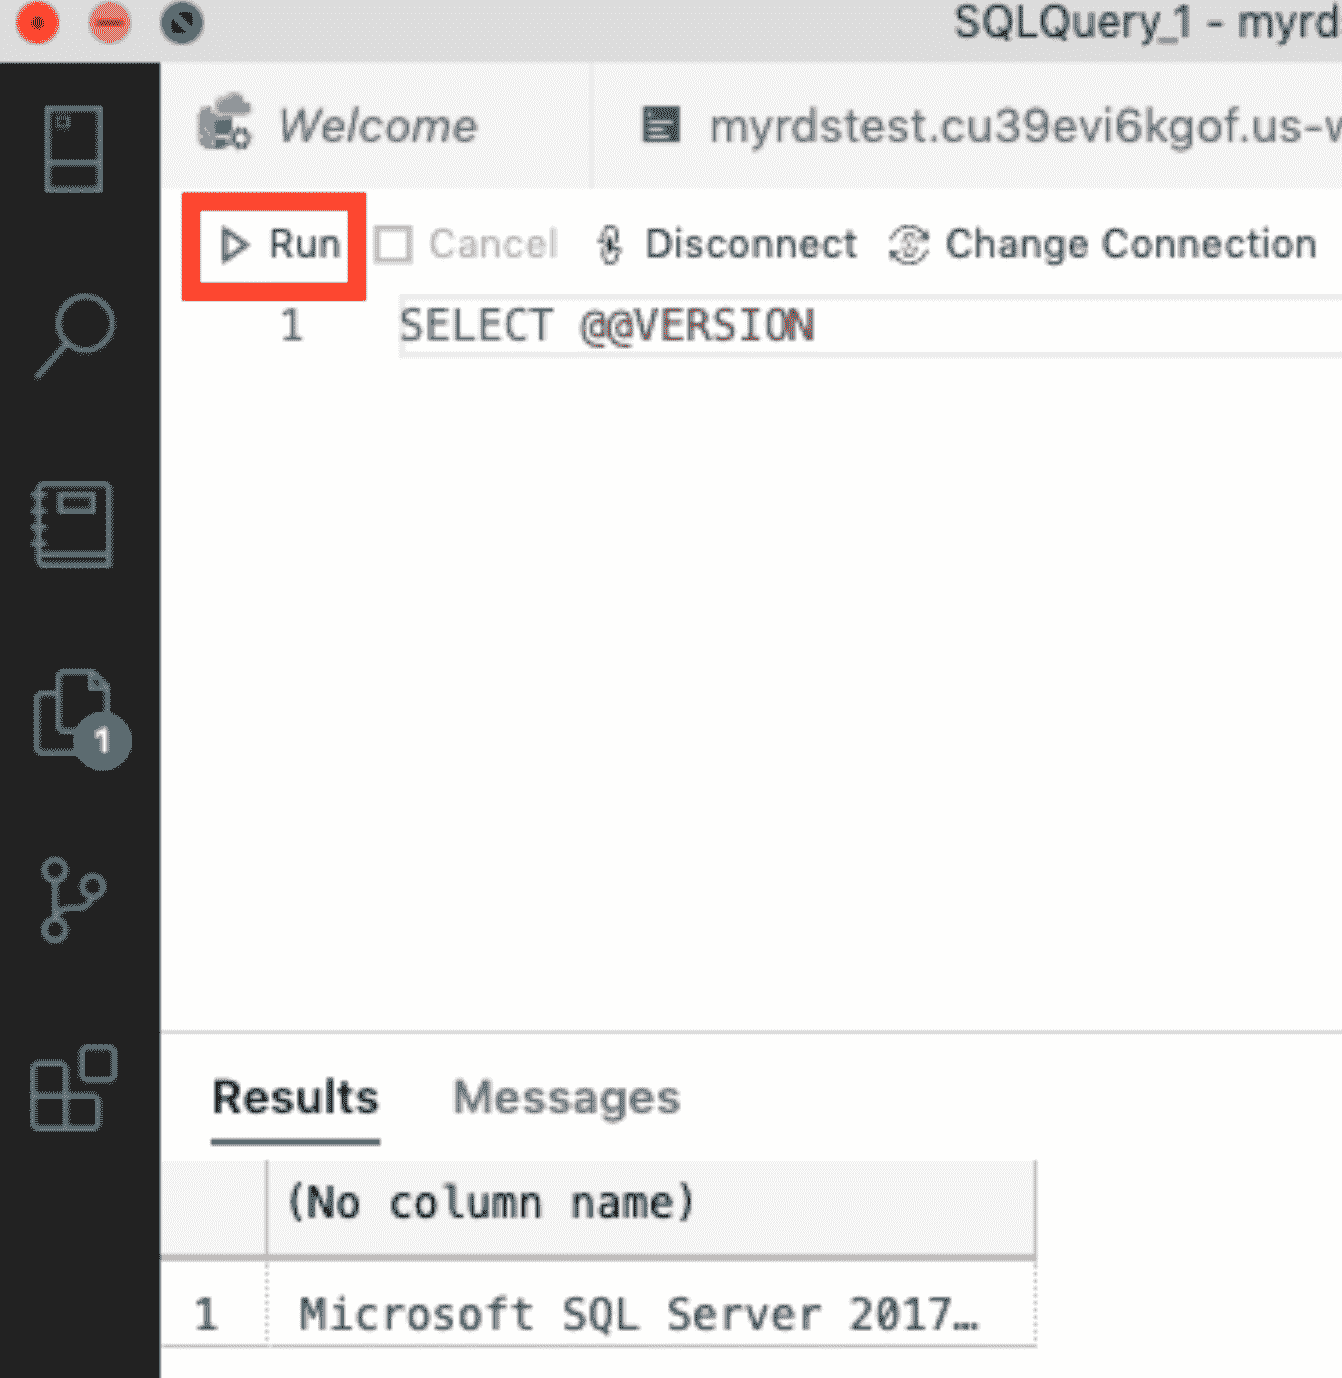 SQLQuery_1 - myrd
Welcome
myrdstest.cu39evi6kgof.us-w
Run Cancel Disconnect Change Connection
1 SELECT @@VERSION
1
Results Messages
(No column name)
1 Microsoft SQL Server 2017…